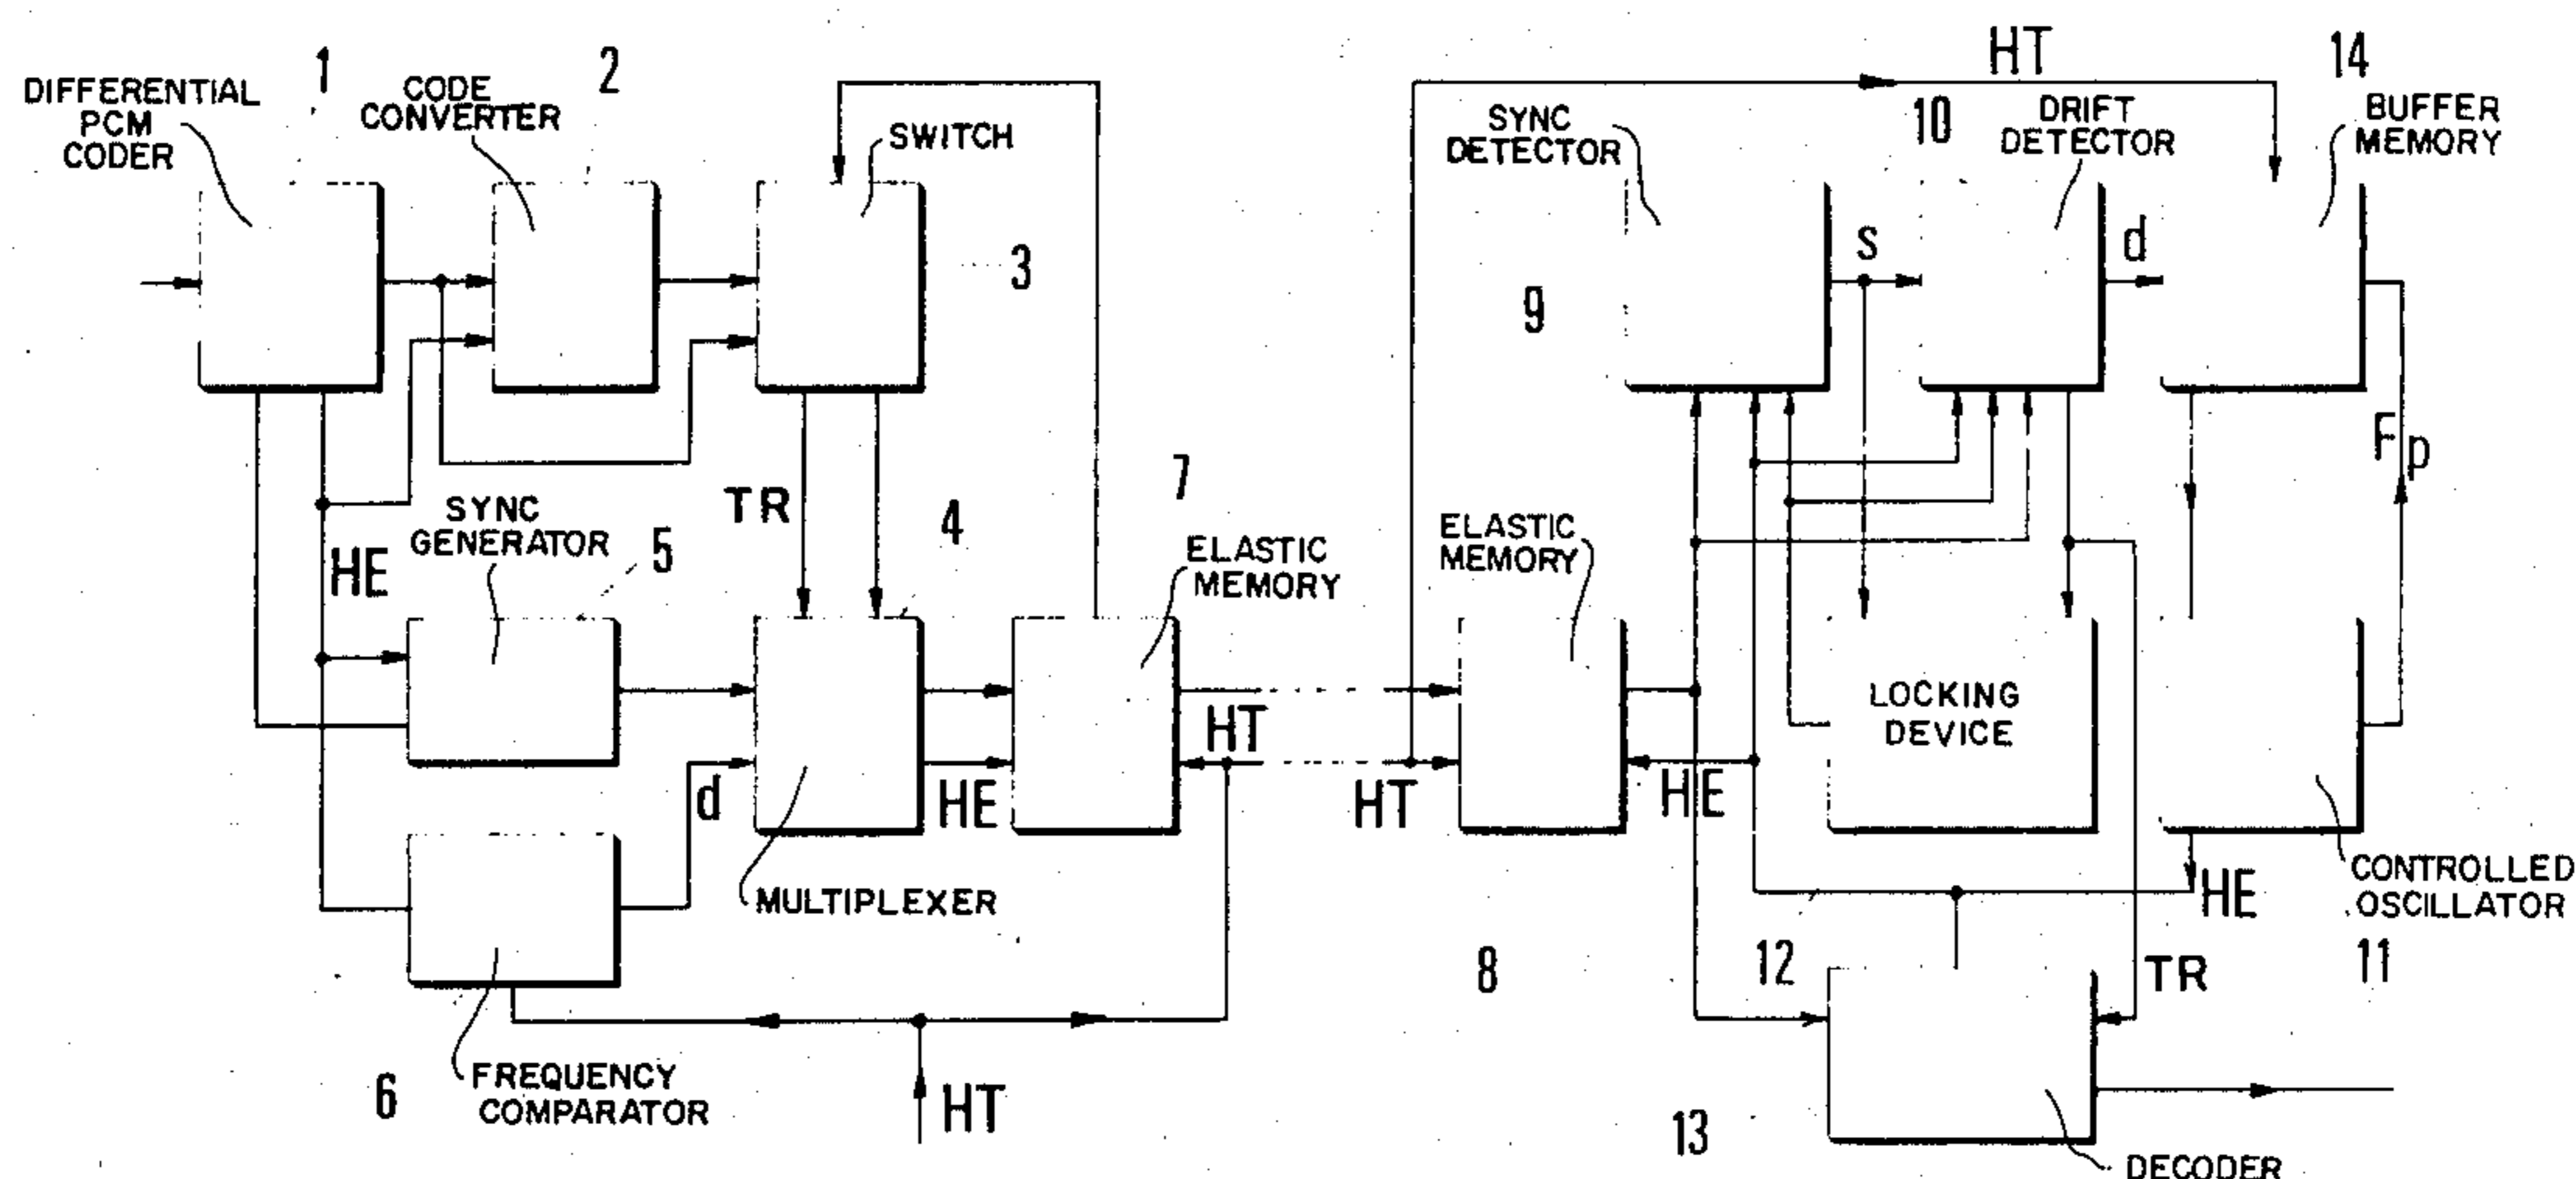 1
DIFFERENTIAL
PCM
CODER
2
CODE
CONVERTER
SWITCH
3
TR
4
SYNC
GENERATOR
5
HE
7
ELASTIC
MEMORY
d
HE
HT
MULTIPLEXER
6
FREQUENCY
COMPARATOR
HT
HT
14
10
SYNC
DETECTOR
DRIFT
DETECTOR
BUFFER
MEMORY
9
s
d
Fp
ELASTIC
MEMORY
LOCKING
DEVICE
HT
HE
CONTROLLED
OSCILLATOR
HE
8
12
TR
11
13
DECODER